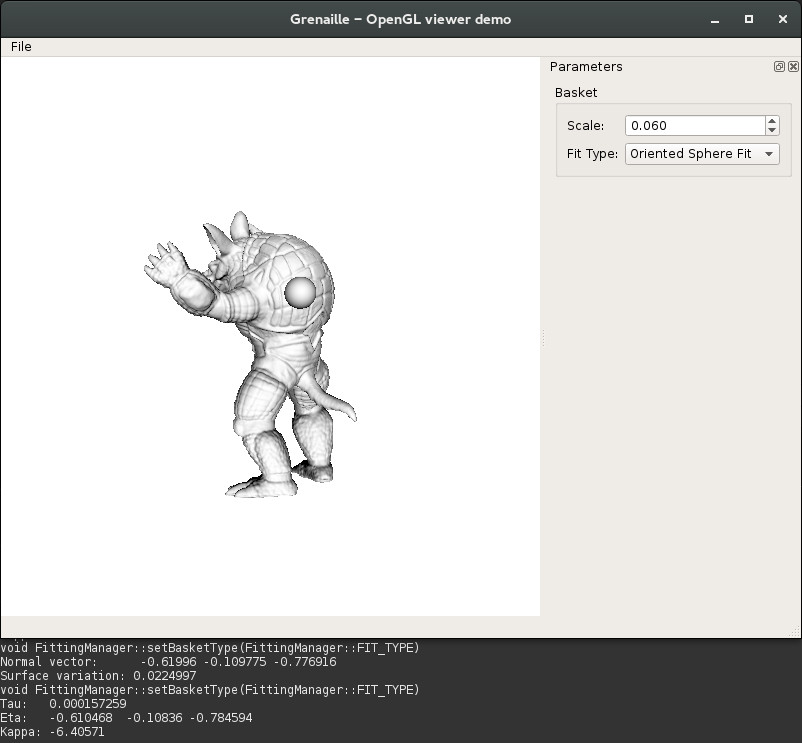 Grenaille – OpenGL viewer demo
File
Parameters
Basket
Scale: 0.060
Fit Type: Oriented Sphere Fit
void FittingManager::setBasketType(FittingManager::FIT_TYPE)
Normal vector: -0.61996 -0.109775 -0.776916
Surface variation: 0.0224997
void FittingManager::setBasketType(FittingManager::FIT_TYPE)
Tau: 0.000157259
Eta: -0.610468 -0.10836 -0.784594
Kappa: -6.40571